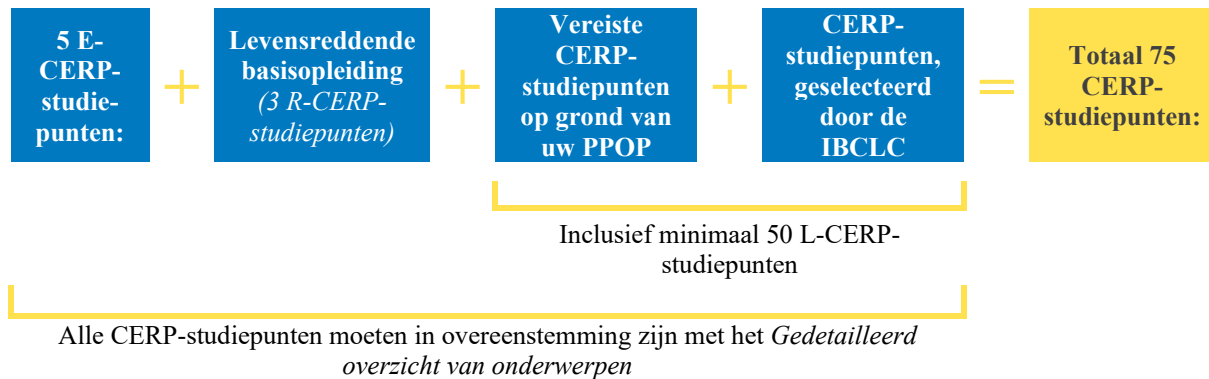 5 E-
CERP-
studie-
punten:
+
Levensreddende
basisopleiding
(3 R-CERP-
studiepunten)
+
Vereiste
CERP-
studiepunten
op grond van
uw PPOP
+
CERP-
studiepunten,
geselecteerd
door de
IBCLC
=
Totaal 75
CERP-
studiepunten:
Inclusief minimaal 50 L-CERP-
studiepunten
Alle CERP-studiepunten moeten in overeenstemming zijn met het Gedetailleerd
overzicht van onderwerpen